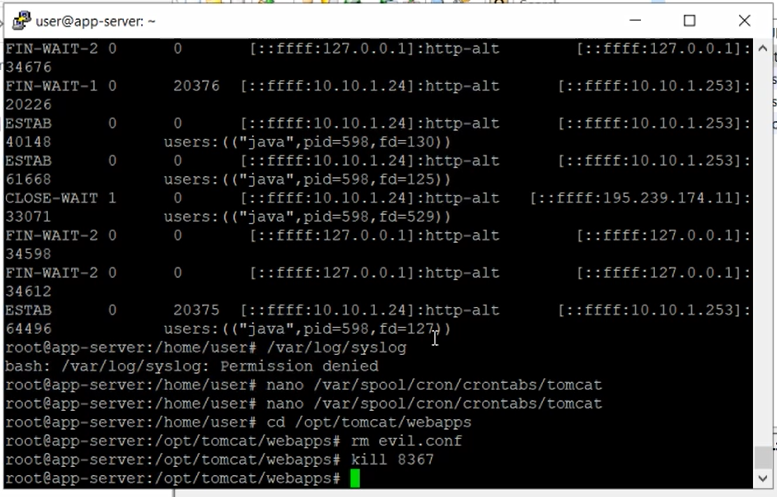 user@app-server: ~
FIN-WAIT-2 0 0 [::ffff:127.0.0.1]:http-alt [::ffff:127.0.0.1]:
34676
FIN-WAIT-1 0 20376 [::ffff:10.10.1.24]:http-alt [::ffff:10.10.1.253]:
20226
ESTAB 0 0 [::ffff:10.10.1.24]:http-alt [::ffff:10.10.1.253]:
40148 users:(("java",pid=598,fd=130))
ESTAB 0 0 [::ffff:10.10.1.24]:http-alt [::ffff:10.10.1.253]:
61668 users:(("java",pid=598,fd=125))
CLOSE-WAIT 1 0 [::ffff:10.10.1.24]:http-alt [::ffff:195.239.174.11]:
33071 users:(("java",pid=598,fd=529))
FIN-WAIT-2 0 0 [::ffff:127.0.0.1]:http-alt [::ffff:127.0.0.1]:
34598
FIN-WAIT-2 0 0 [::ffff:127.0.0.1]:http-alt [::ffff:127.0.0.1]:
34612
ESTAB 0 20375 [::ffff:10.10.1.24]:http-alt [::ffff:10.10.1.253]:
64496 users:(("java",pid=598,fd=127))
root@app-server:/home/user# /var/log/syslog
bash: /var/log/syslog: Permission denied
root@app-server:/home/user# nano /var/spool/cron/crontabs/tomcat
root@app-server:/home/user# nano /var/spool/cron/crontabs/tomcat
root@app-server:/home/user# cd /opt/tomcat/webapps
root@app-server:/opt/tomcat/webapps# rm evil.conf
root@app-server:/opt/tomcat/webapps# kill 8367
root@app-server:/opt/tomcat/webapps#